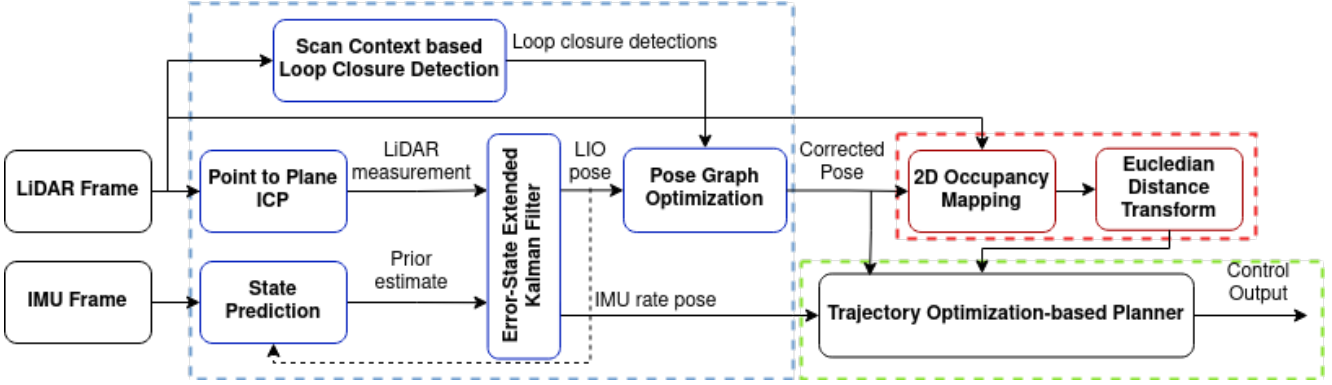 Scan Context based
Loop Closure Detection
Loop closure detections
LiDAR Frame
Point to Plane
ICP
LiDAR
measurement
Error-State Extended
Kalman Filter
LIO
pose
Pose Graph
Optimization
Corrected
Pose
2D Occupancy
Mapping
Eucledian
Distance
Transform
IMU Frame
State
Prediction
Prior
estimate
IMU rate pose
Trajectory Optimization-based Planner
Control
Output